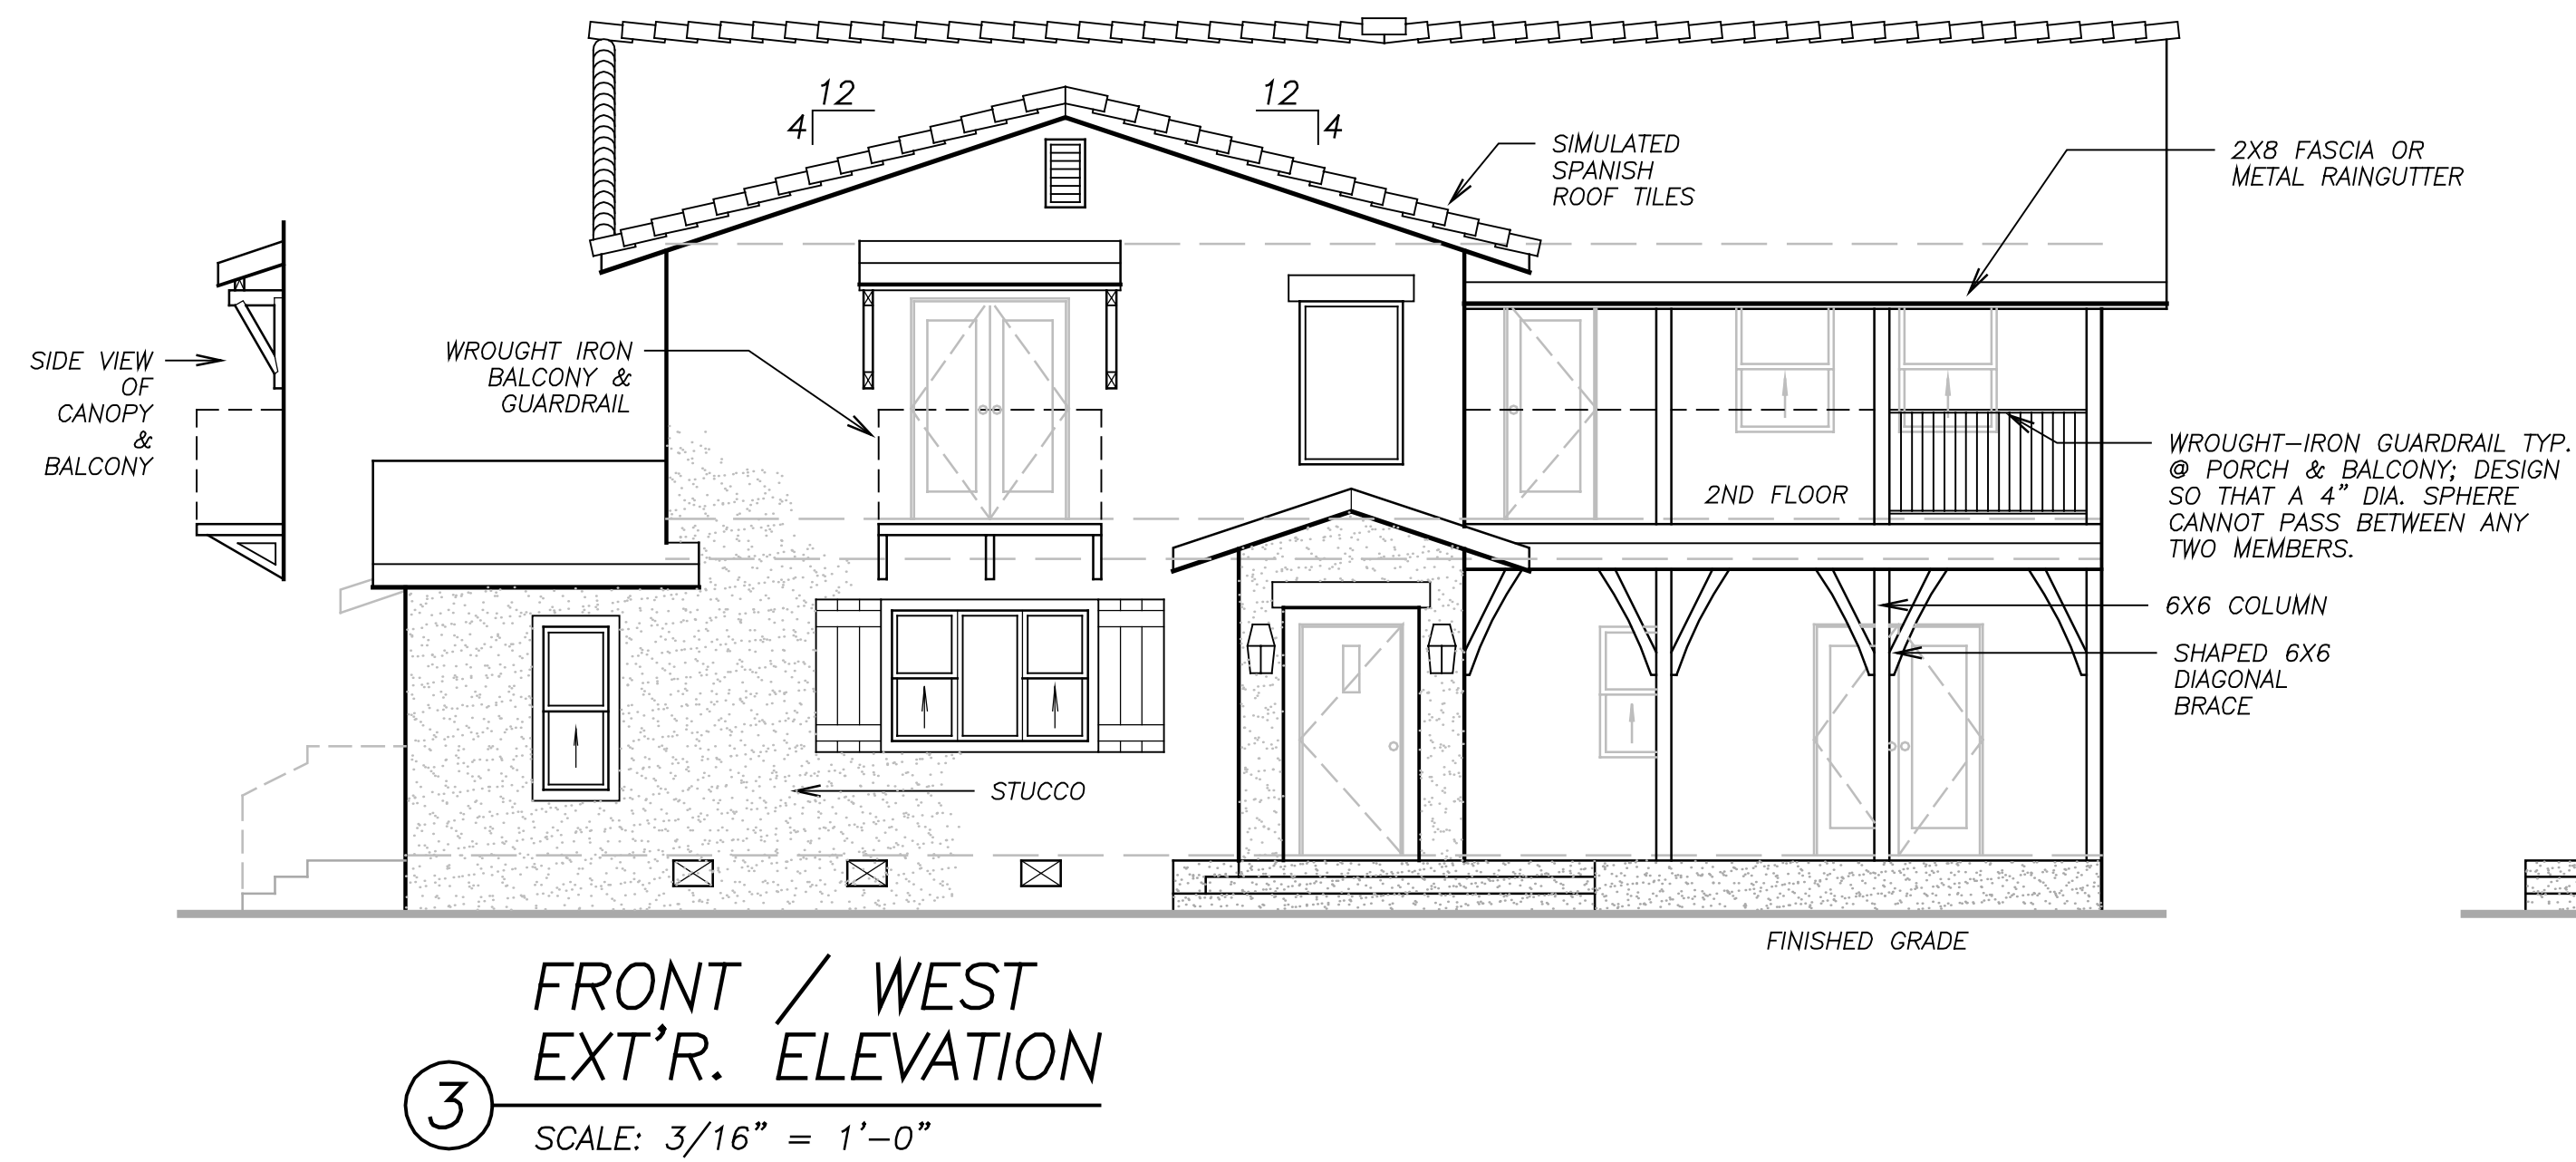 12
4
12
4
SIMULATED
SPANISH
ROOF TILES
2X8 FASCIA OR
METAL RAINGUTTER
SIDE VIEW
OF
CANOPY
&
BALCONY
WROUGHT IRON
BALCONY &
GUARDRAIL
2ND FLOOR
WROUGHT-IRON GUARDRAIL TYP.
@ PORCH & BALCONY; DESIGN
SO THAT A 4" DIA. SPHERE
CANNOT PASS BETWEEN ANY
TWO MEMBERS.
6X6 COLUMN
SHAPED 6X6
DIAGONAL
BRACE
STUCCO
FINISHED GRADE
FRONT / WEST
EXT'R. ELEVATION
3
SCALE: 3/16" = 1'-0"